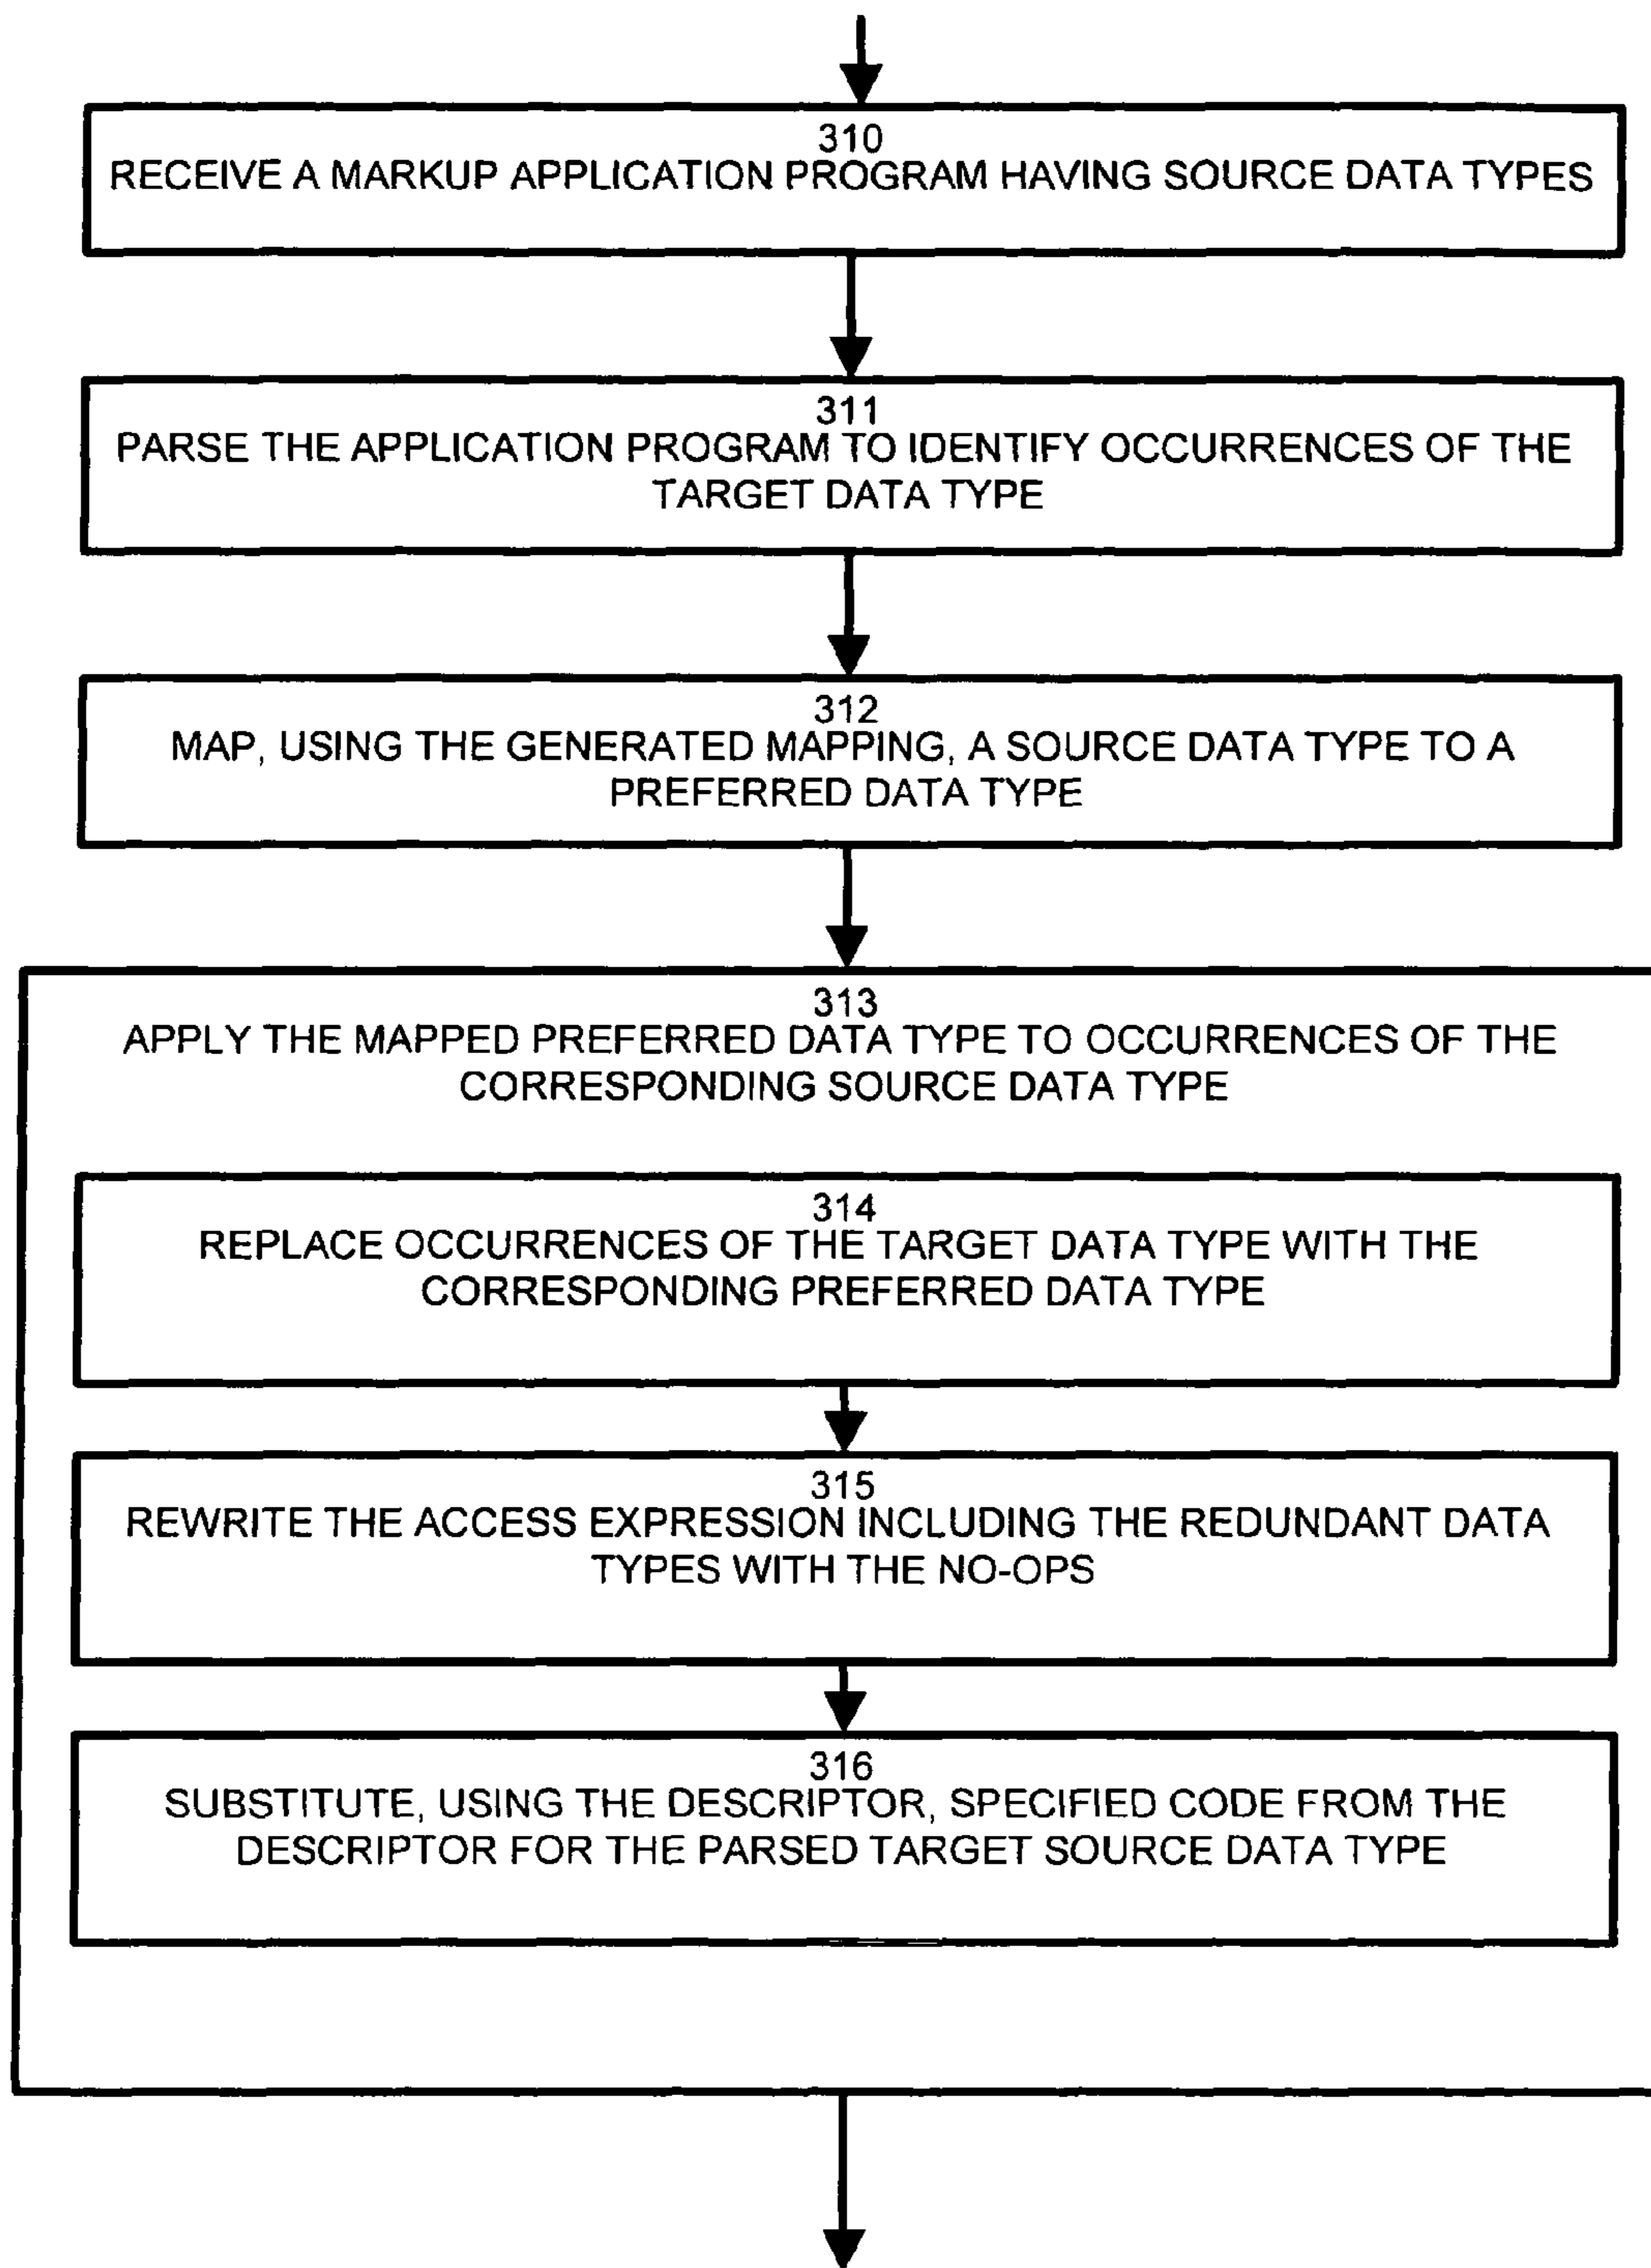 310
RECEIVE A MARKUP APPLICATION PROGRAM HAVING SOURCE DATA TYPES
311
PARSE THE APPLICATION PROGRAM TO IDENTIFY OCCURRENCES OF THE
TARGET DATA TYPE
312
MAP, USING THE GENERATED MAPPING, A SOURCE DATA TYPE TO A
PREFERRED DATA TYPE
313
APPLY THE MAPPED PREFERRED DATA TYPE TO OCCURRENCES OF THE
CORRESPONDING SOURCE DATA TYPE
314
REPLACE OCCURRENCES OF THE TARGET DATA TYPE WITH THE
CORRESPONDING PREFERRED DATA TYPE
315
REWRITE THE ACCESS EXPRESSION INCLUDING THE REDUNDANT DATA
TYPES WITH THE NO-OPS
316
SUBSTITUTE, USING THE DESCRIPTOR, SPECIFIED CODE FROM THE
DESCRIPTOR FOR THE PARSED TARGET SOURCE DATA TYPE